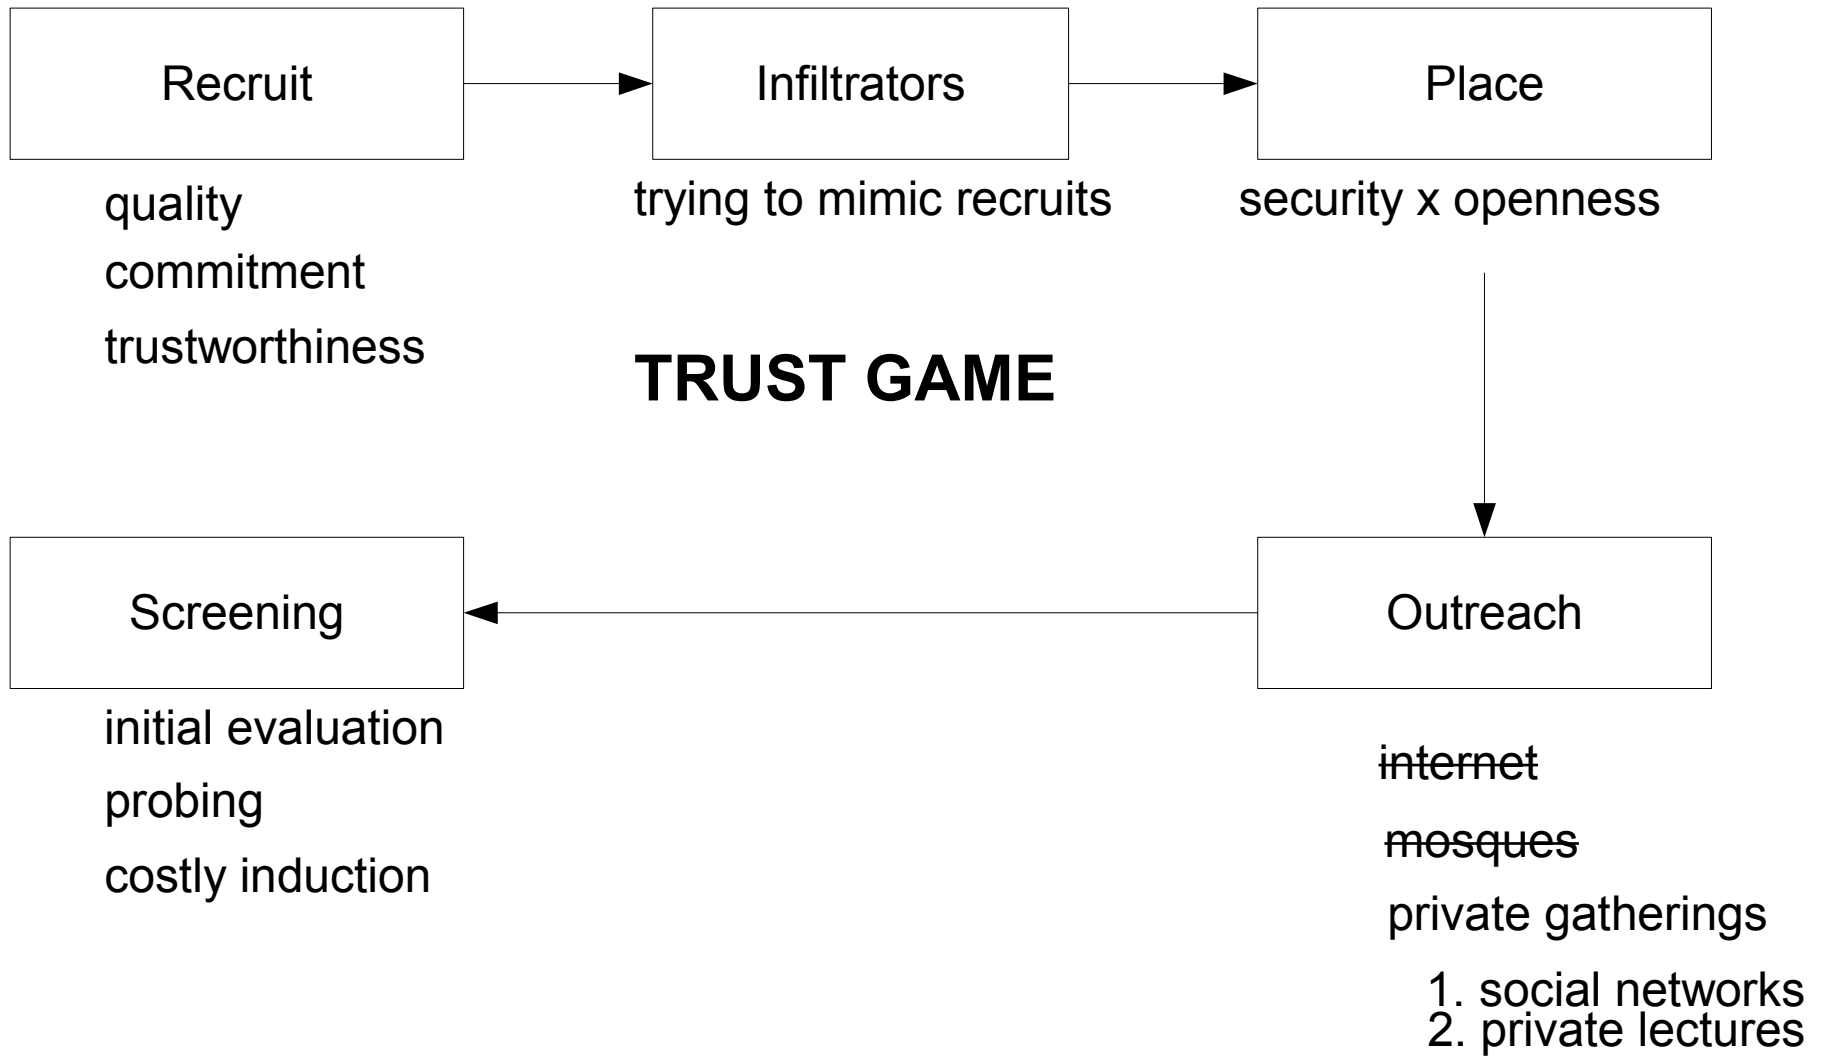 Recruit
quality
commitment
trustworthiness
Infiltrators
trying to mimic recruits
Place
security x openness
TRUST GAME
Outreach
internet
mosques
private gatherings
1. social networks
2. private lectures
Screening
initial evaluation
probing
costly induction